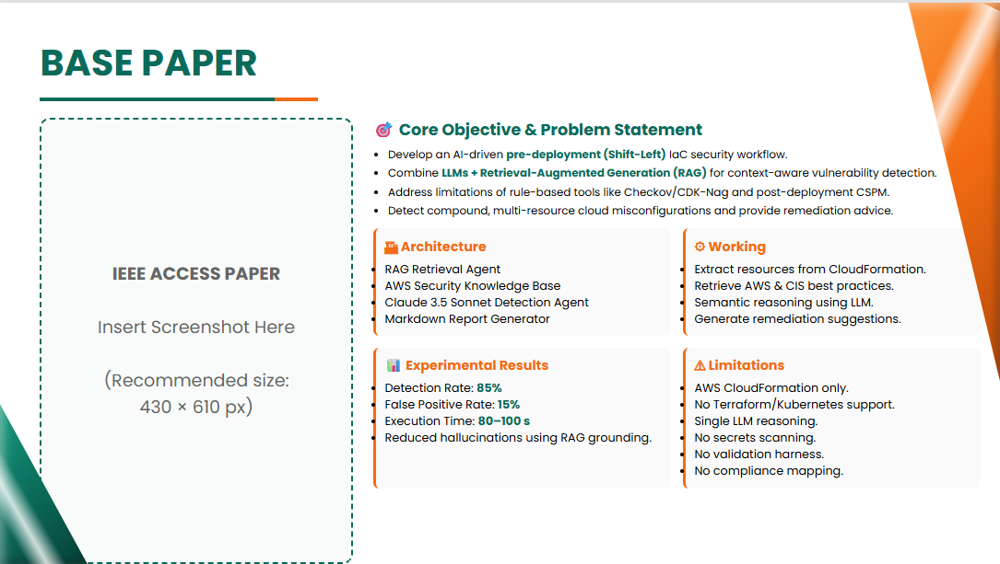 BASE PAPER
IEEE ACCESS PAPER
Insert Screenshot Here
(Recommended size:
430 × 610 px)
🎯 Core Objective & Problem Statement
• Develop an AI-driven pre-deployment (Shift-Left) IaC security workflow.
• Combine LLMs + Retrieval-Augmented Generation (RAG) for context-aware vulnerability detection.
• Address limitations of rule-based tools like Checkov/CDK-Nag and post-deployment CSPM.
• Detect compound, multi-resource cloud misconfigurations and provide remediation advice.
Architecture
• RAG Retrieval Agent
• AWS Security Knowledge Base
• Claude 3.5 Sonnet Detection Agent
• Markdown Report Generator
⚙ Working
• Extract resources from CloudFormation.
• Retrieve AWS & CIS best practices.
• Semantic reasoning using LLM.
• Generate remediation suggestions.
📊 Experimental Results
• Detection Rate: 85%
• False Positive Rate: 15%
• Execution Time: 80–100 s
• Reduced hallucinations using RAG grounding.
⚠ Limitations
• AWS CloudFormation only.
• No Terraform/Kubernetes support.
• Single LLM reasoning.
• No secrets scanning.
• No validation harness.
• No compliance mapping.